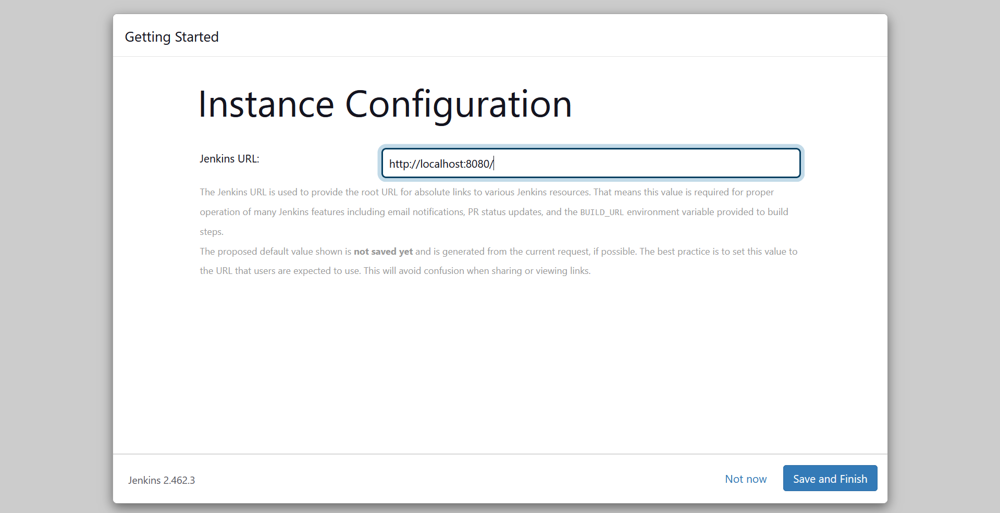 Getting Started
Instance Configuration
Jenkins URL:
http://localhost:8080/
The Jenkins URL is used to provide the root URL for absolute links to various Jenkins resources. That means this value is required for proper
operation of many Jenkins features including email notifications, PR status updates, and the BUILD_URL environment variable provided to build
steps.
The proposed default value shown is not saved yet and is generated from the current request, if possible. The best practice is to set this value to
the URL that users are expected to use. This will avoid confusion when sharing or viewing links.
Jenkins 2.462.3
Not now
Save and Finish